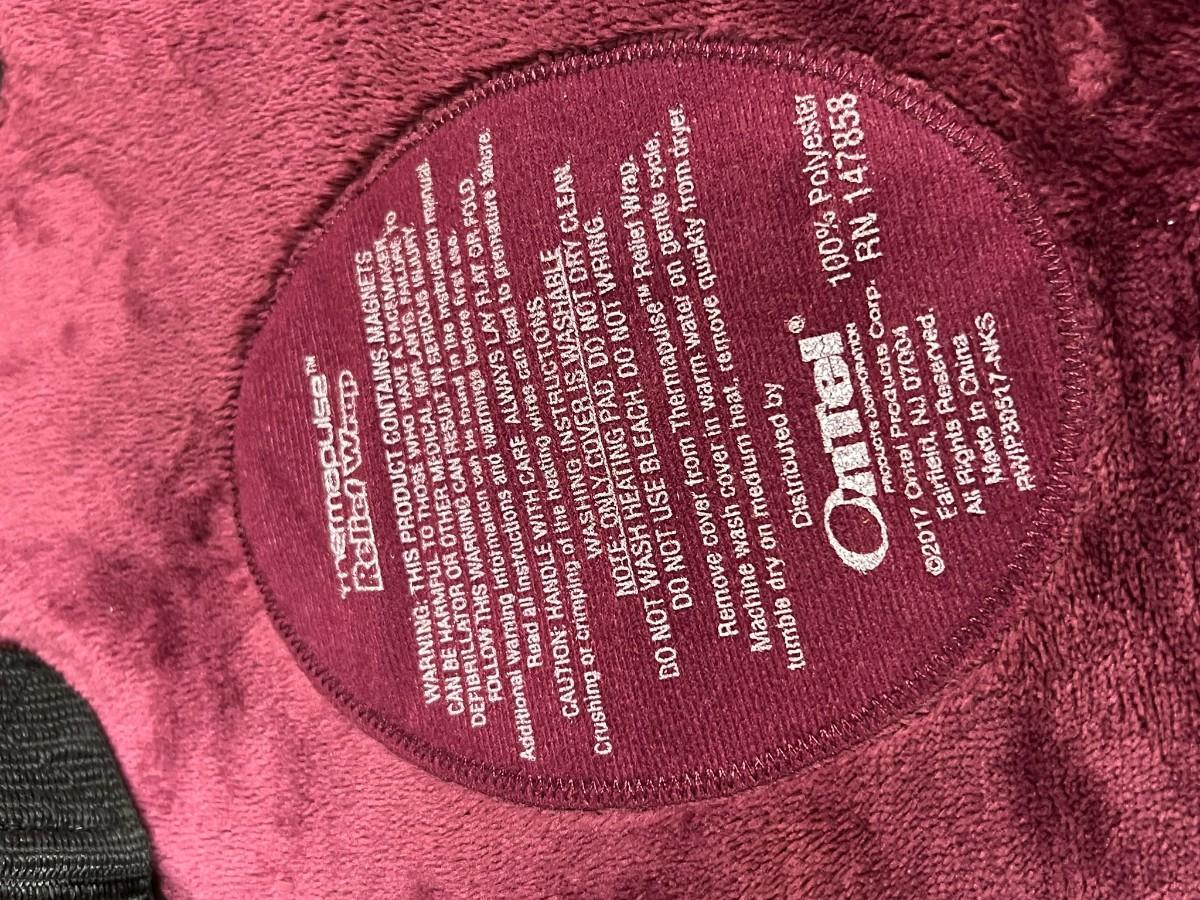 Thermapulse™
Relief Wrap
WARNING: THIS PRODUCT CONTAINS MAGNETS
CAN BE HARMFUL TO THOSE WHO HAVE A PACEMAKER,
DEFIBRILLATOR OR OTHER MEDICAL IMPLANTS. FAILURE TO
FOLLOW THIS WARNING CAN RESULT IN SERIOUS INJURY.
Additional Warning information can be found in the instruction manual.
Read all instructions and warnings before first use.
CAUTION: HANDLE WITH CARE. ALWAYS LAY FLAT OR FOLD.
Crushing or crimping of the heating wires can lead to premature failure.
WASHING INSTRUCTIONS
NOTE: ONLY COVER IS WASHABLE
DO NOT WASH HEATING PAD. DO NOT DRY CLEAN.
DO NOT USE BLEACH. DO NOT WRING.
Remove cover from Thermapulse™ Relief Wrap.
Machine wash cover in warm water on gentle cycle,
tumble dry on medium heat, remove quickly from dryer.
Distributed by
Ontel®
PRODUCTS CORPORATION
100% Polyester
RN 147858
©2017 Ontel Products Corp.
Fairfield, NJ 07004
All Rights Reserved.
Made in China
RWP30517-NKS